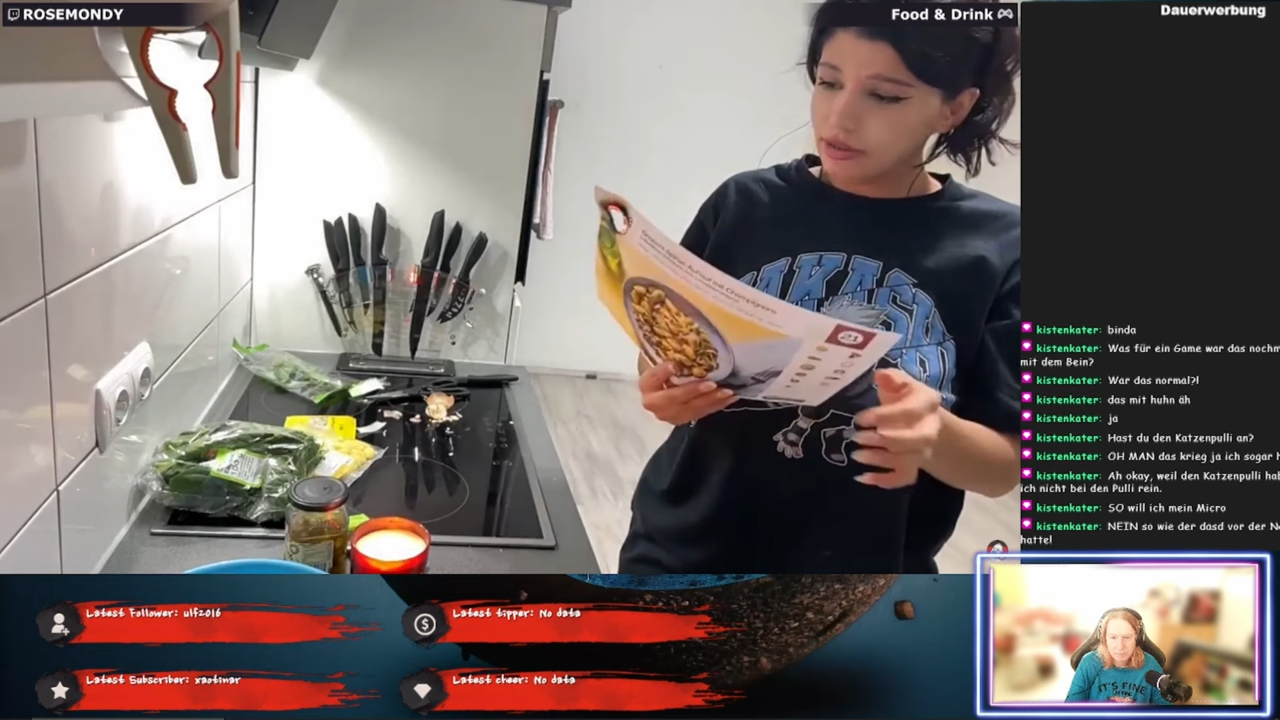 ROSEMONDY
Food & Drink
Dauerwerbung
21
kistenkater: binda
kistenkater: Was für ein Game war das nochm
mit dem Bein?
kistenkater: War das normal?!
kistenkater: das mit huhn äh
kistenkater: ja
kistenkater: Hast du den Katzenpulli an?
kistenkater: OH MAN das krieg ja ich sogar h
kistenkater: Ah okay, weil den Katzenpulli hab
ich nicht bei den Pulli rein.
kistenkater: SO will ich mein Micro
kistenkater: NEIN so wie der dasd vor der Ne
hatte!
Latest Follower: ulf2016
Latest tipper: No data
Latest Subscriber: xaotinar
Latest cheer: No data
IT'S FINE